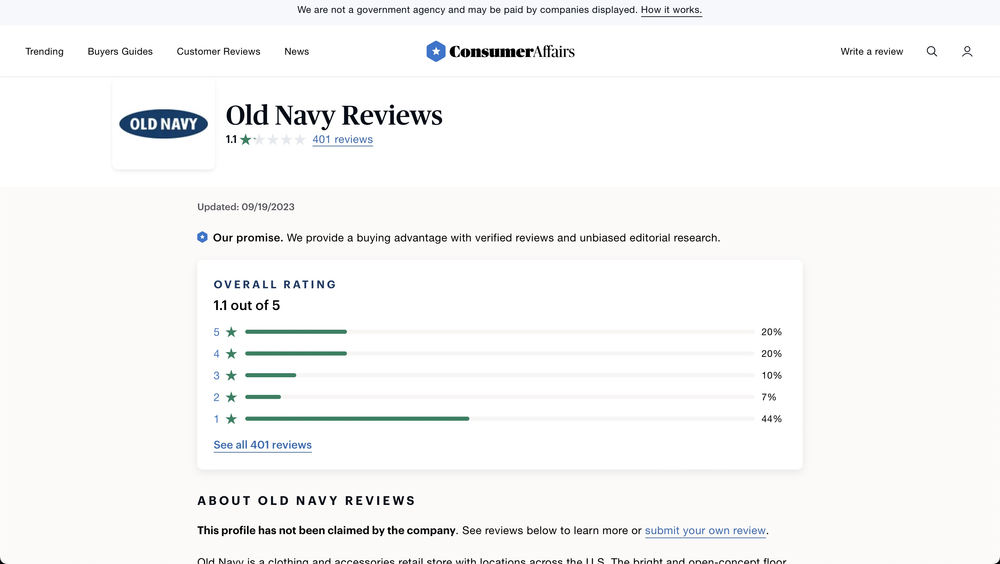 We are not a government agency and may be paid by companies displayed. How it works.
Trending Buyers Guides Customer Reviews News ConsumerAffairs Write a review
OLD NAVY
Old Navy Reviews
1.1 401 reviews
Updated: 09/19/2023
Our promise. We provide a buying advantage with verified reviews and unbiased editorial research.
OVERALL RATING
1.1 out of 5
5 20%
4 20%
3 10%
2 7%
1 44%
See all 401 reviews
ABOUT OLD NAVY REVIEWS
This profile has not been claimed by the company. See reviews below to learn more or submit your own review.
Old Navy is a clothing and accessories retail store with locations across the U.S. The bright and open-concept floor